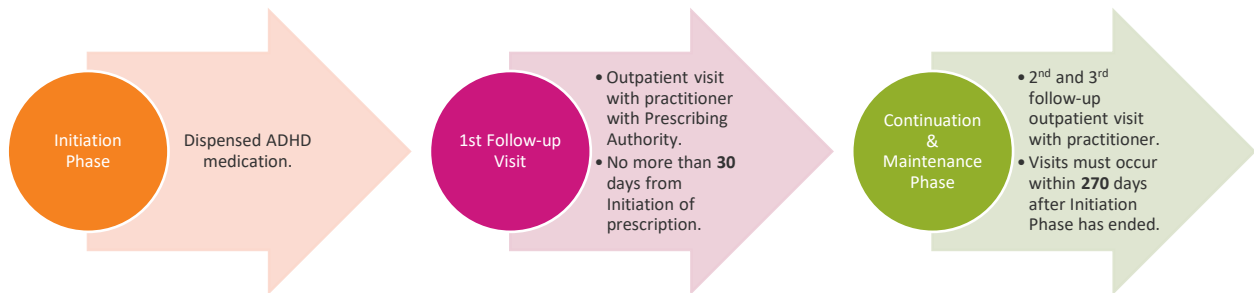 Initiation
Phase
Dispensed ADHD
medication.
1st Follow-up
Visit
• Outpatient visit
with practitioner
with Prescribing
Authority.
• No more than 30
days from
Initiation of
prescription.
Continuation
&
Maintenance
Phase
• 2nd and 3rd
follow-up
outpatient visit
with practitioner.
• Visits must occur
within 270 days
after Initiation
Phase has ended.